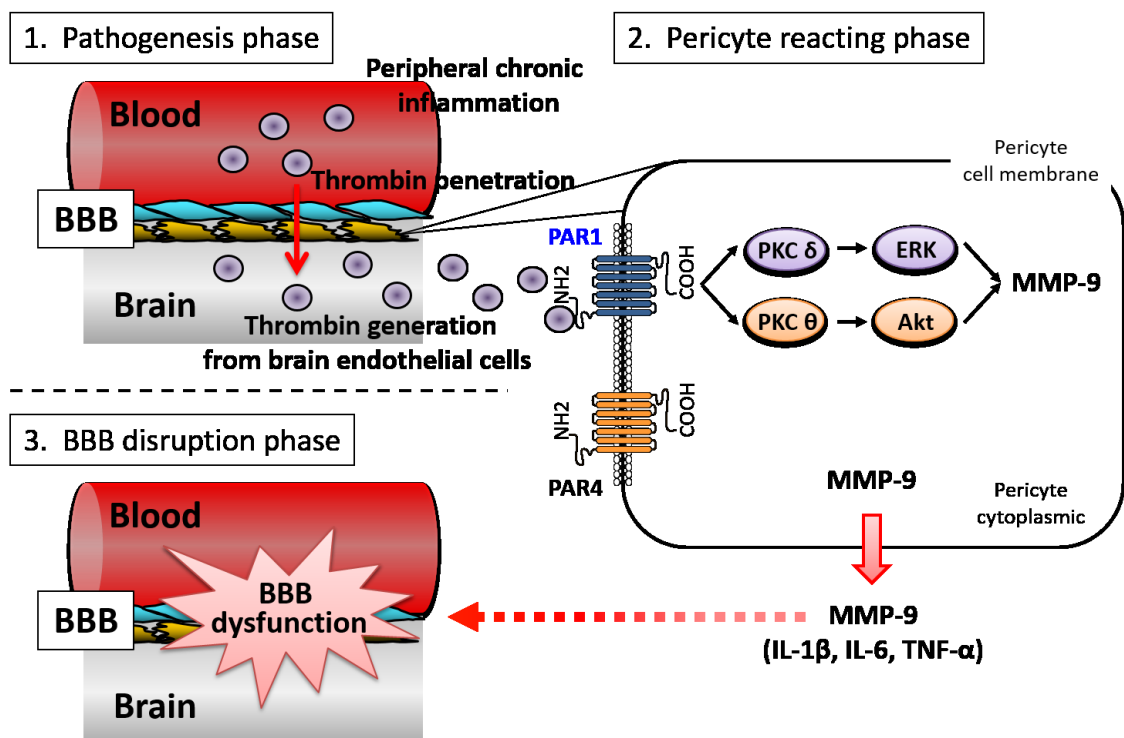 1. Pathogenesis phase
Peripheral chronic
inflammation
Blood
Thrombin penetration
BBB
Brain
Thrombin generation
from brain endothelial cells
2. Pericyte reacting phase
Pericyte
cell membrane
PAR1
NH2
COOH
PKC δ
ERK
MMP-9
PKC θ
Akt
NH2
COOH
PAR4
MMP-9
Pericyte
cytoplasmic
MMP-9
(IL-1β, IL-6, TNF-α)
3. BBB disruption phase
Blood
BBB
BBB
dysfunction
Brain